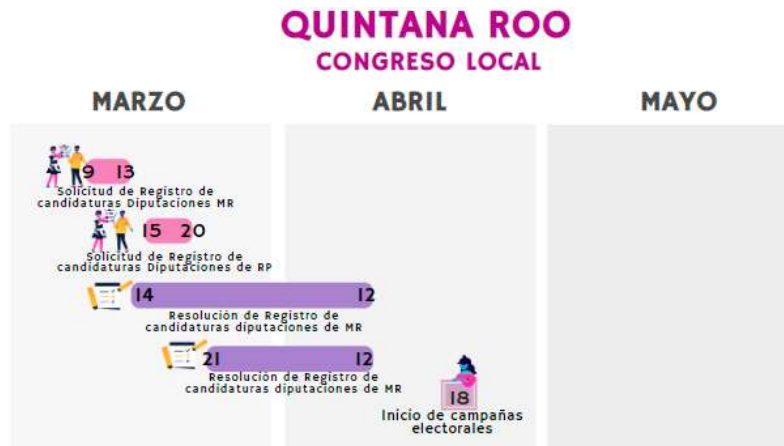 QUINTANA ROO
CONGRESO LOCAL
MARZO ABRIL MAYO
9 13
Solicitud de Registro de
candidaturas Diputaciones MR
15 20
Solicitud de Registro de
candidaturas Diputaciones de RP
14 12
Resolución de Registro de
candidaturas diputaciones de MR
21 12
Resolución de Registro de
candidaturas diputaciones de MR
18
Inicio de campañas
electorales